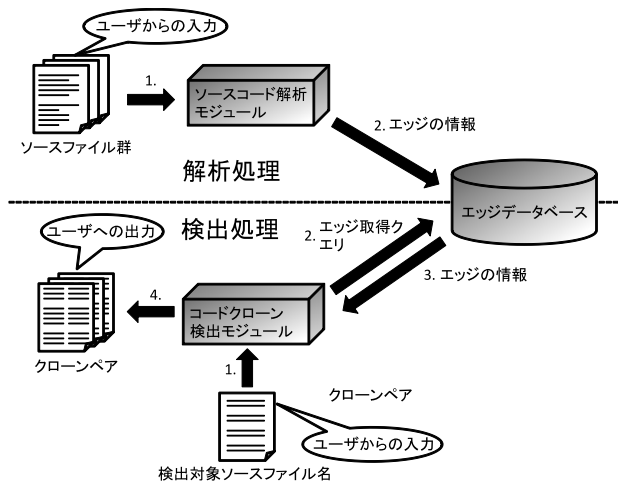 ユーザからの入力
1.
ソースコード解析
モジュール
2. エッジの情報
ソースファイル群
解析処理
エッジデータベース
検出処理
ユーザへの出力
2. エッジ取得ク
エリ
3. エッジの情報
4.
コードクローン
検出モジュール
クローンペア
1.
クローンペア
ユーザからの入力
検出対象ソースファイル名